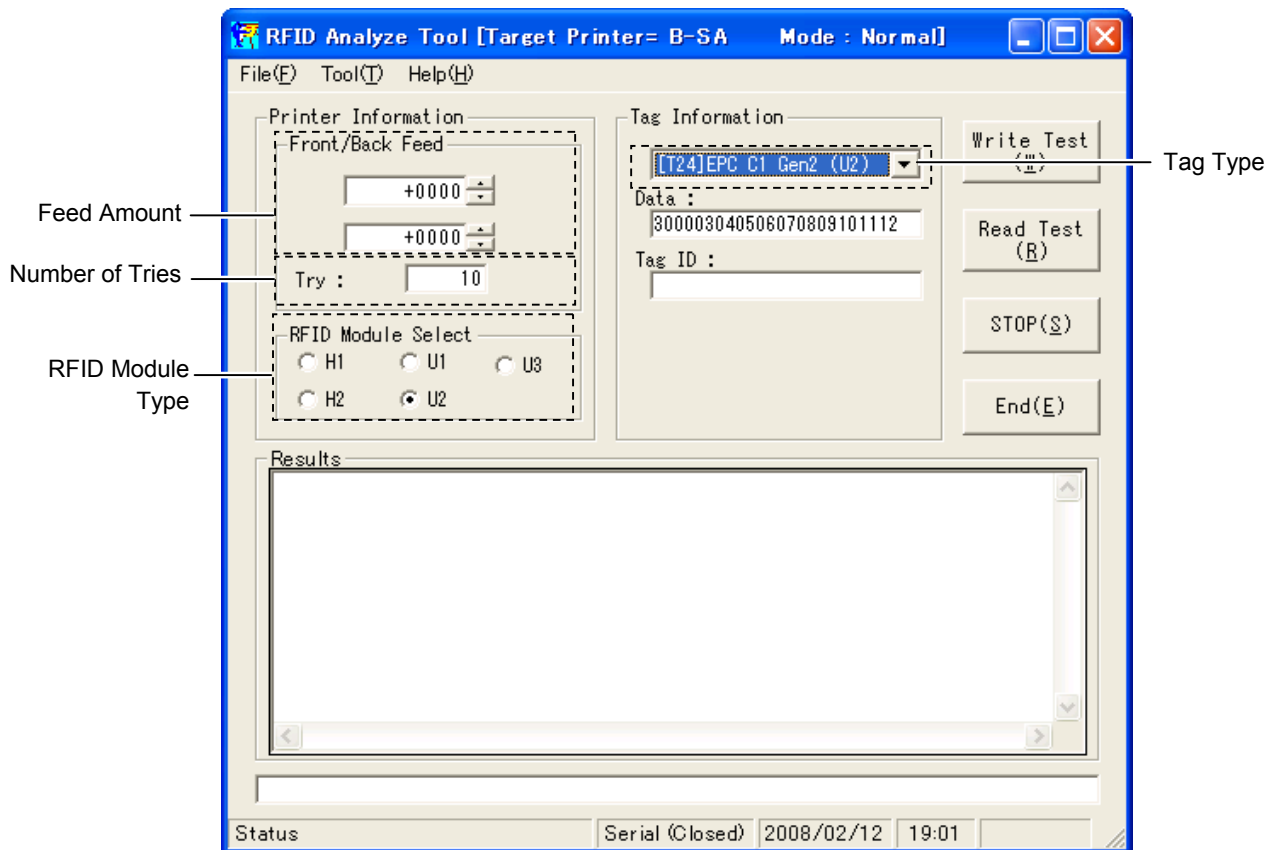 RFID Analyze Tool [Target Printer= B-SA Mode : Normal]
File(F) Tool(T) Help(H)
Printer Information
Front/Back Feed
+0000
+0000
Try : 10
RFID Module Select
H1 U1 U3
H2 U2
Tag Information
[T24]EPC C1 Gen2 (U2)
Data :
300003040506070809101112
Tag ID :
Write Test
(W)
Read Test
(R)
STOP(S)
End(E)
Feed Amount
Number of Tries
RFID Module
Type
Tag Type
Results
Status Serial (Closed) 2008/02/12 19:01